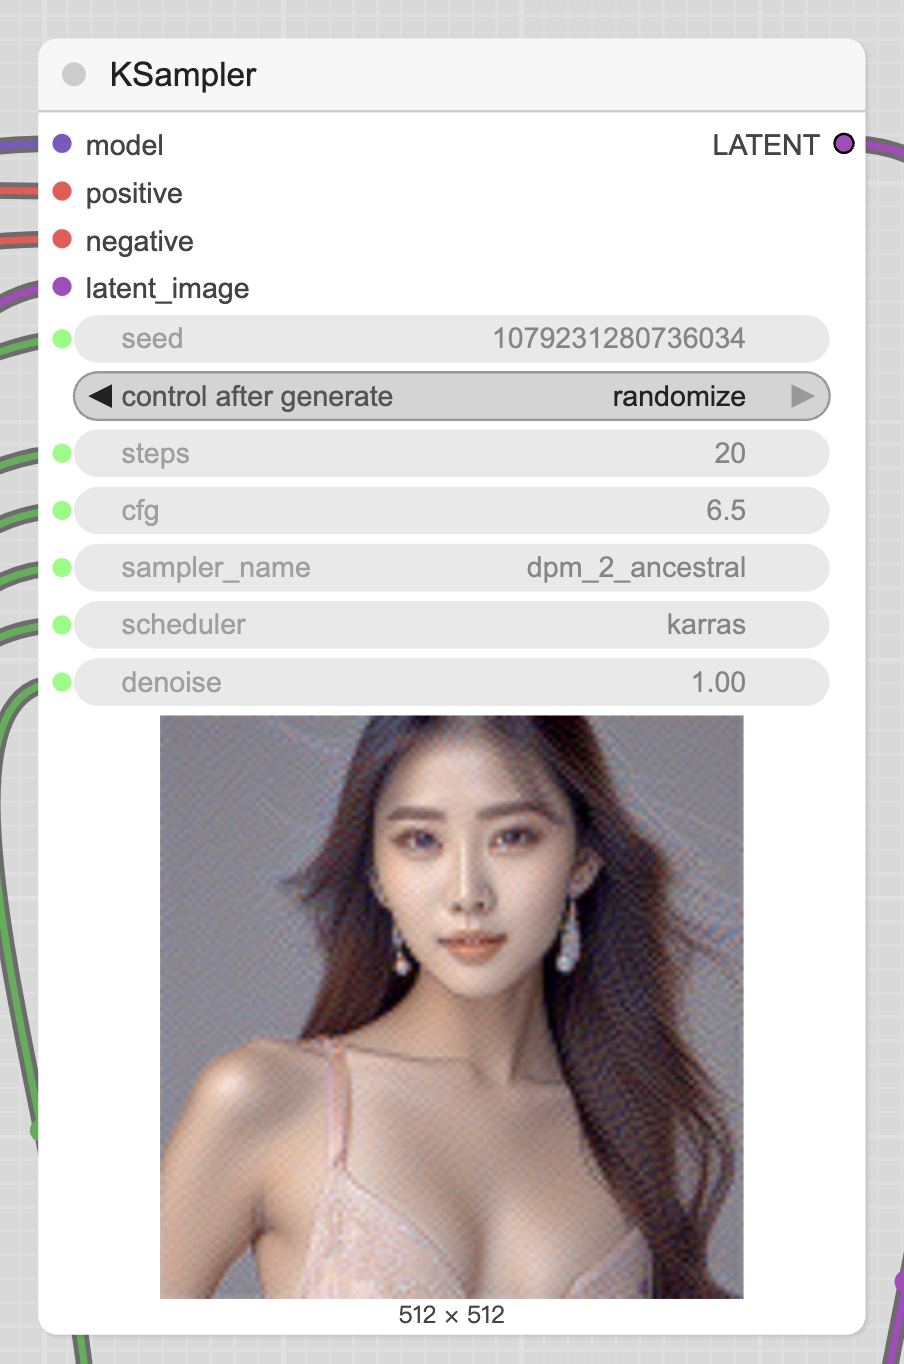 KSampler
model LATENT
positive
negative
latent_image
seed 1079231280736034
control after generate randomize
steps 20
cfg 6.5
sampler_name dpm_2_ancestral
scheduler karras
denoise 1.00
512 × 512